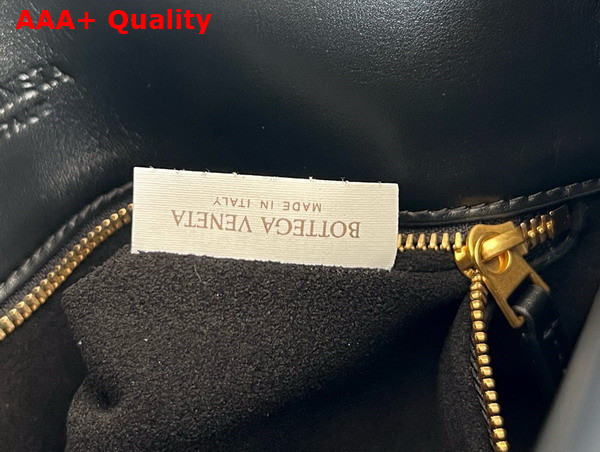 AAA+ Quality
BOTTEGA VENETA
MADE IN ITALY